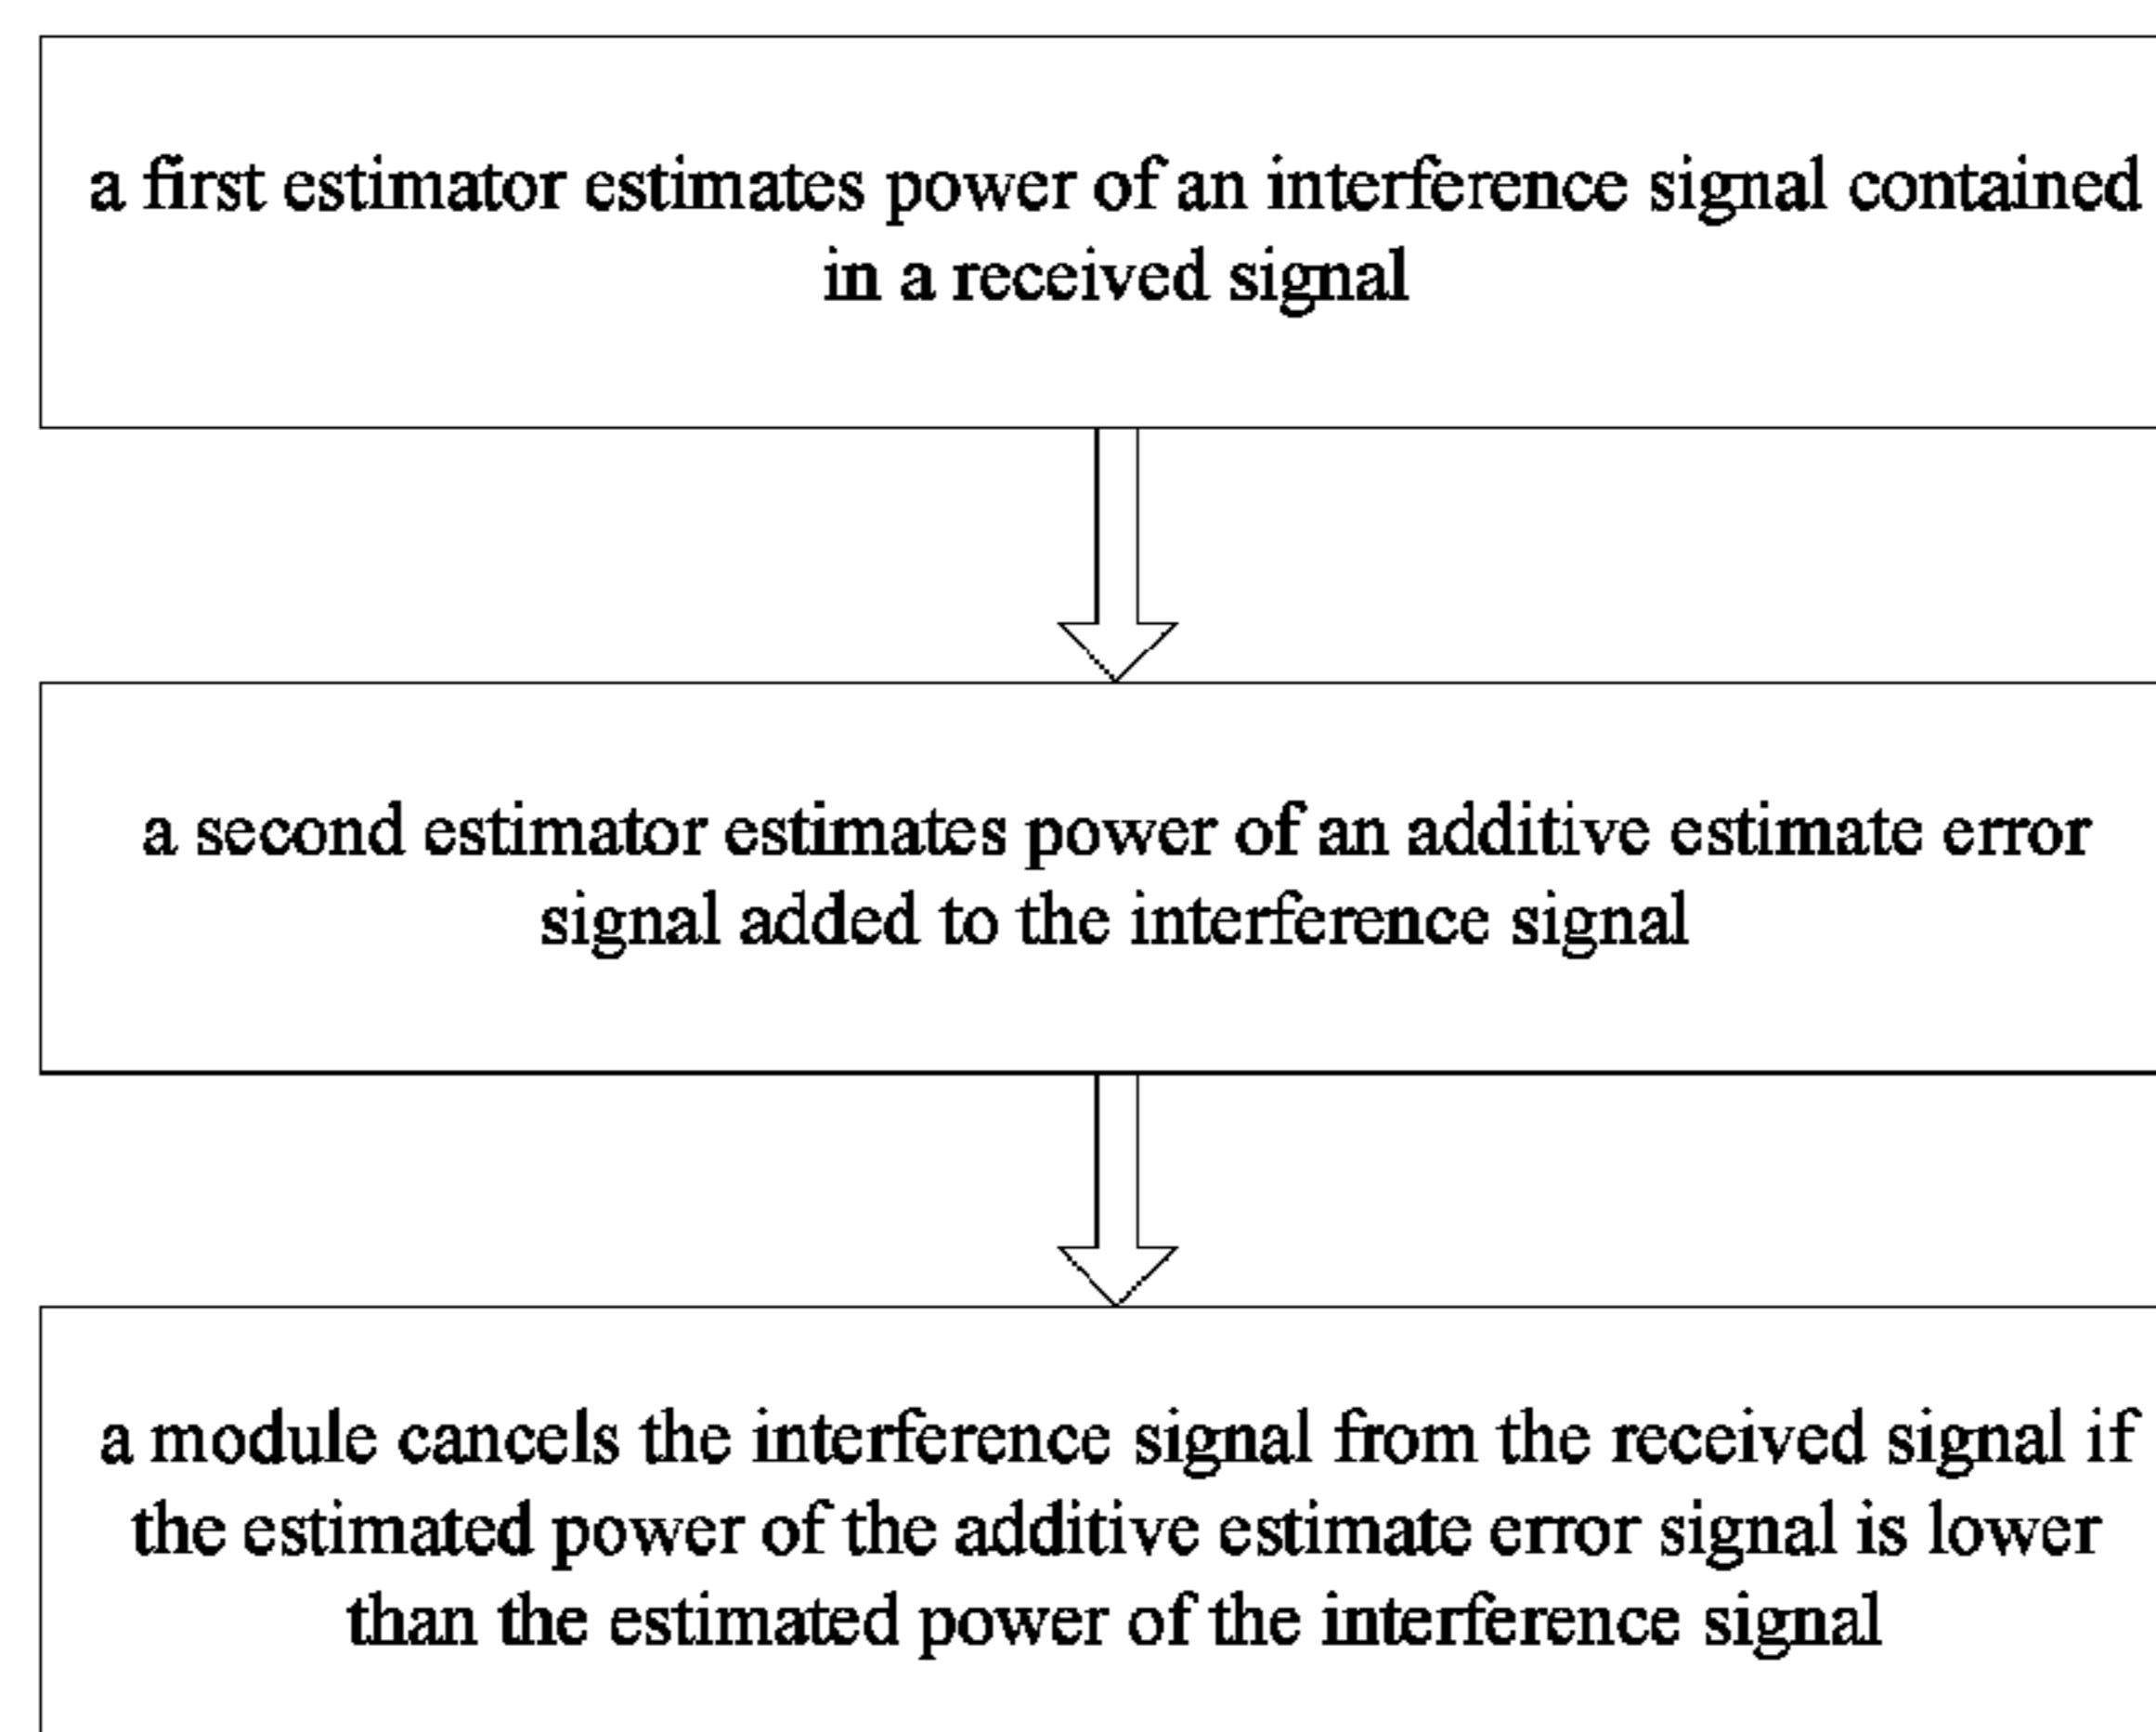 a first estimator estimates power of an interference signal contained
in a received signal
a second estimator estimates power of an additive estimate error
signal added to the interference signal
a module cancels the interference signal from the received signal if
the estimated power of the additive estimate error signal is lower
than the estimated power of the interference signal